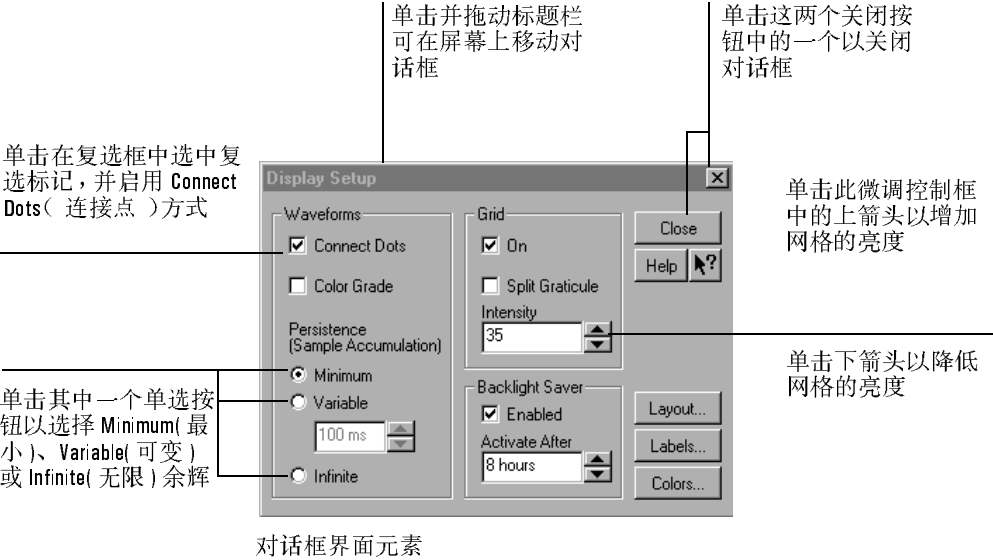 单击并拖动标题栏
可在屏幕上移动对
话框
单击这两个关闭按
钮中的一个以关闭
对话框
单击在复选框中选中复
选标记，并启用 Connect
Dots( 连接点 )方式
单击此微调控制框
中的上箭头以增加
网格的亮度
单击下箭头以降低
网格的亮度
单击其中一个单选按
钮以选择 Minimum( 最
小 )、Variable( 可变 )
或 Infinite( 无限 ) 余辉
Display Setup
Waveforms
Connect Dots
Color Grade
Persistence
(Sample Accumulation)
Minimum
Variable
100 ms
Infinite
Grid
On
Split Graticule
Intensity
35
Backlight Saver
Enabled
Activate After
8 hours
Close
Help
?
Layout...
Labels...
Colors...
对话框界面元素